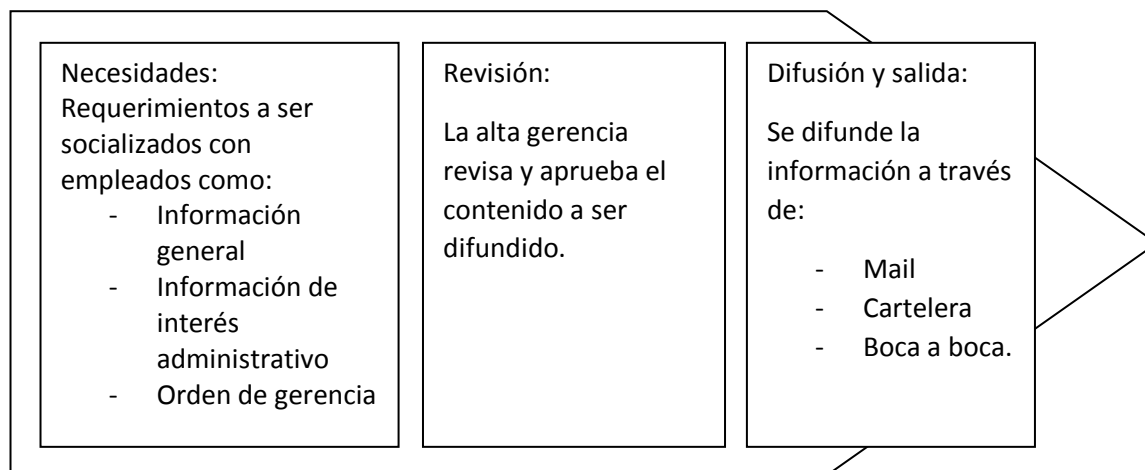 Necesidades:
Requerimientos a ser
socializados con
empleados como:
- Información
general
- Información de
interés
administrativo
- Orden de gerencia
Revisión:
La alta gerencia
revisa y aprueba el
contenido a ser
difundido.
Difusión y salida:
Se difunde la
información a través
de:
- Mail
- Cartelera
- Boca a boca.